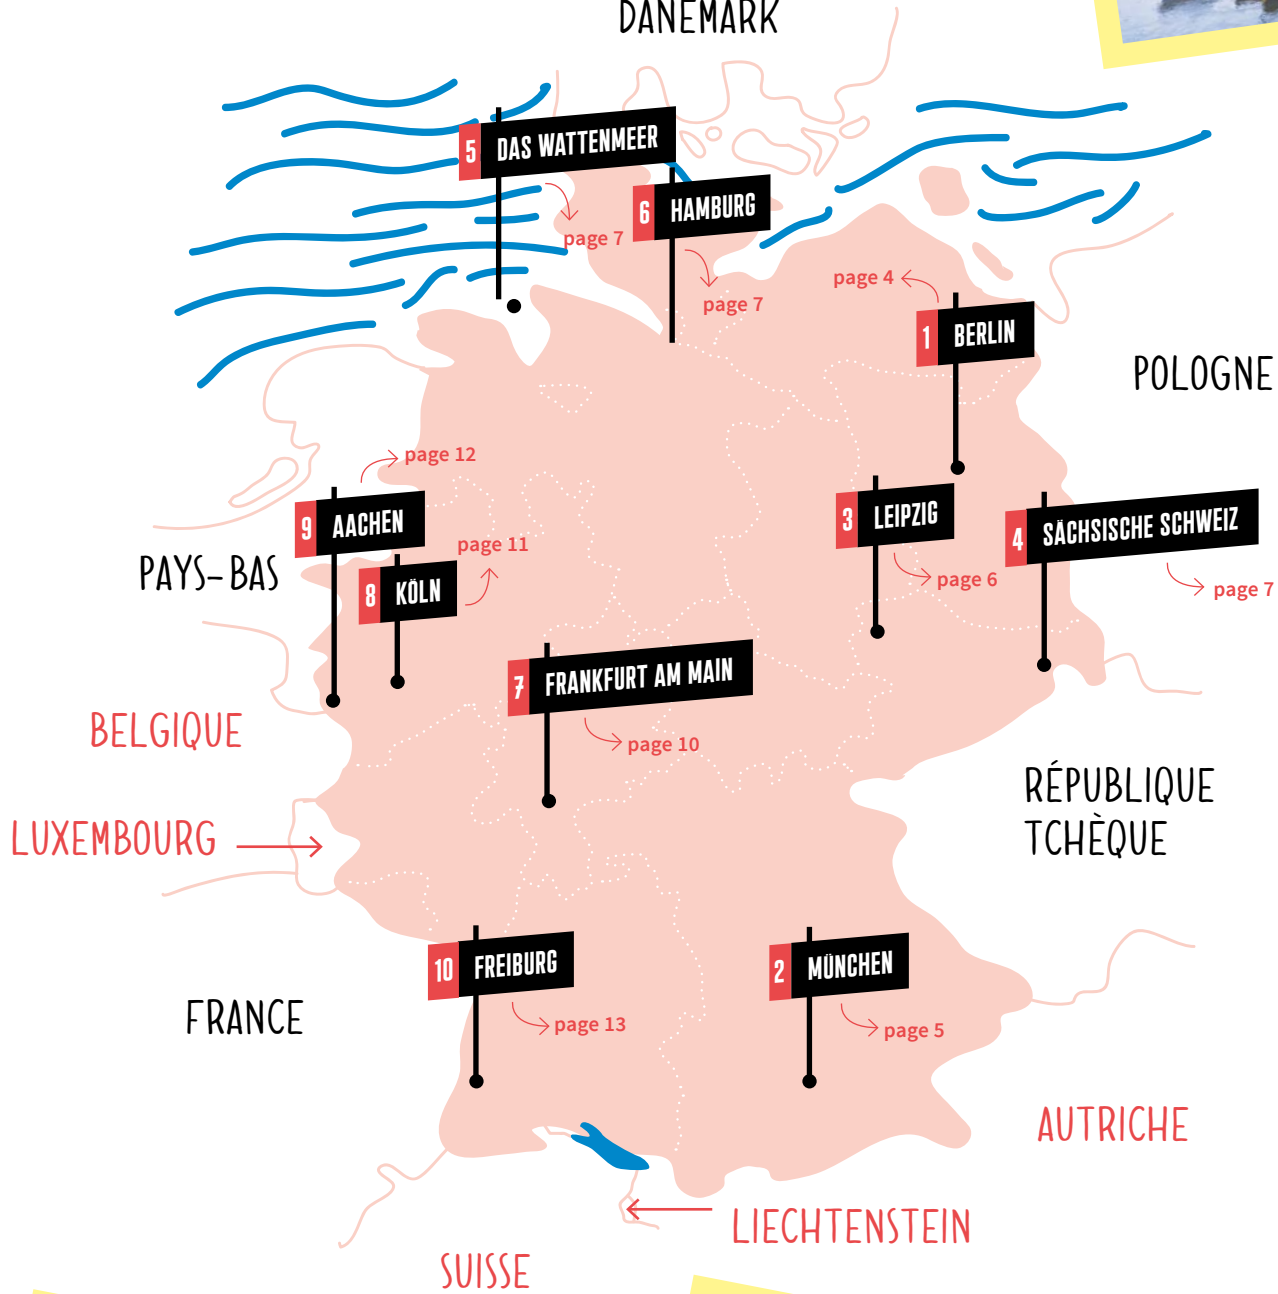 DANEMARK
5 DAS WATTENMEER
page 7
6 HAMBURG
page 7
page 4
1 BERLIN
POLOGNE
page 12
9 AACHEN
page 11
8 KÖLN
PAYS-BAS
3 LEIPZIG
page 6
4 SÄCHSISCHE SCHWEIZ
page 7
7 FRANKFURT AM MAIN
page 10
BELGIQUE
LUXEMBOURG
RÉPUBLIQUE
TCHÈQUE
10 FREIBURG
page 13
2 MÜNCHEN
page 5
FRANCE
AUTRICHE
LIECHTENSTEIN
SUISSE